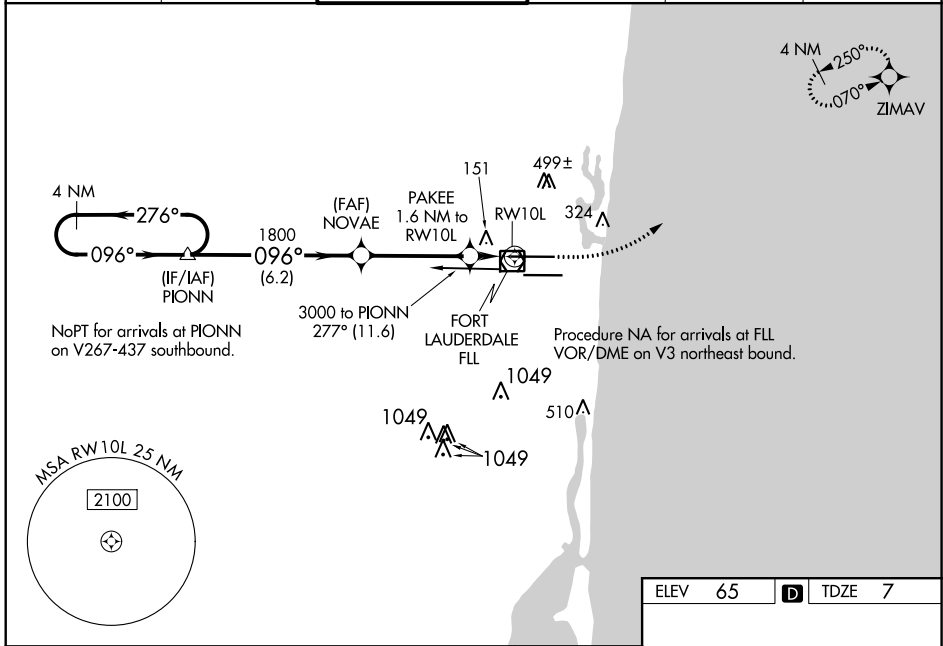 4 NM
250°
070°
ZIMAV
151
499±
4 NM
276°
(FAF)
NOVAE
PAKEE
1.6 NM to
RW10L
RW10L
324
096°
1800
096°
(6.2)
(IF/IAF)
PIONN
3000 to PIONN
277° (11.6)
FORT
LAUDERDALE
FLL
NoPT for arrivals at PIONN
on V267-437 southbound.
Procedure NA for arrivals at FLL
VOR/DME on V3 northeast bound.
1049
510
1049
1049
MSA RW10L 25 NM
2100
ELEV 65 D TDZE 7